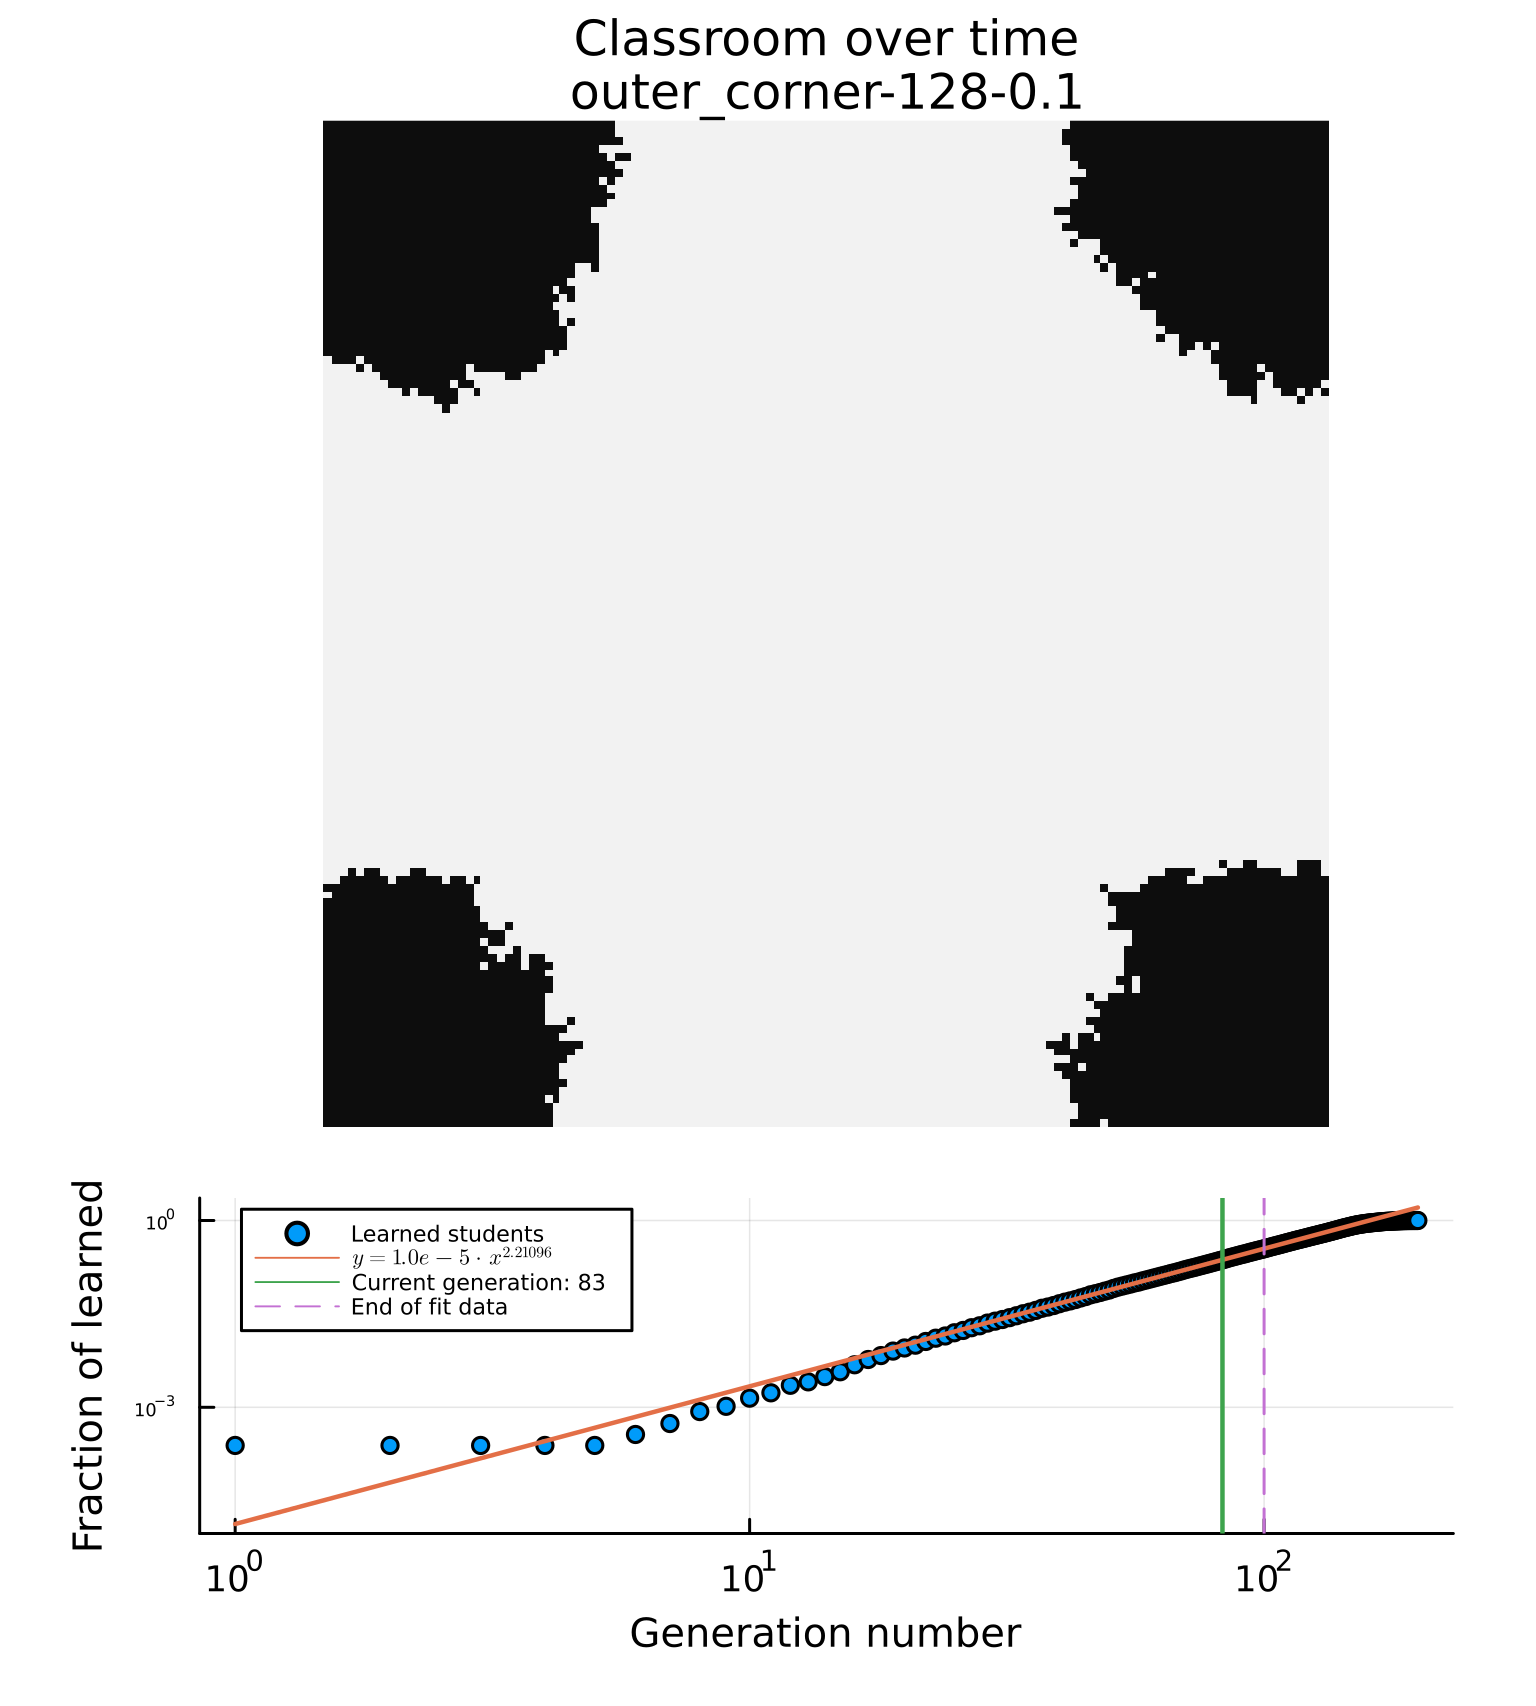 Classroom over time
outer_corner-128-0.1
Fraction of learned
10^0
10^-3
Learned students
y = 1.0e − 5 · x^2.21096
Current generation: 83
End of fit data
10^0
10^1
10^2
Generation number